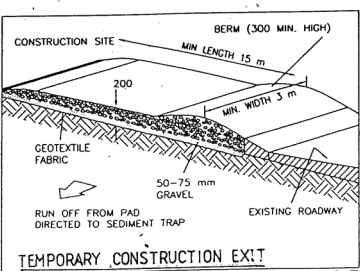 BERM (300 MIN. HIGH)
CONSTRUCTION SITE
MIN LENGTH 15 m
200
MIN. WIDTH 3 m
GEOTEXTILE
FABRIC
50-75 mm
GRAVEL
EXISTING ROADWAY
RUN OFF FROM PAD
DIRECTED TO SEDIMENT TRAP
TEMPORARY CONSTRUCTION EXIT